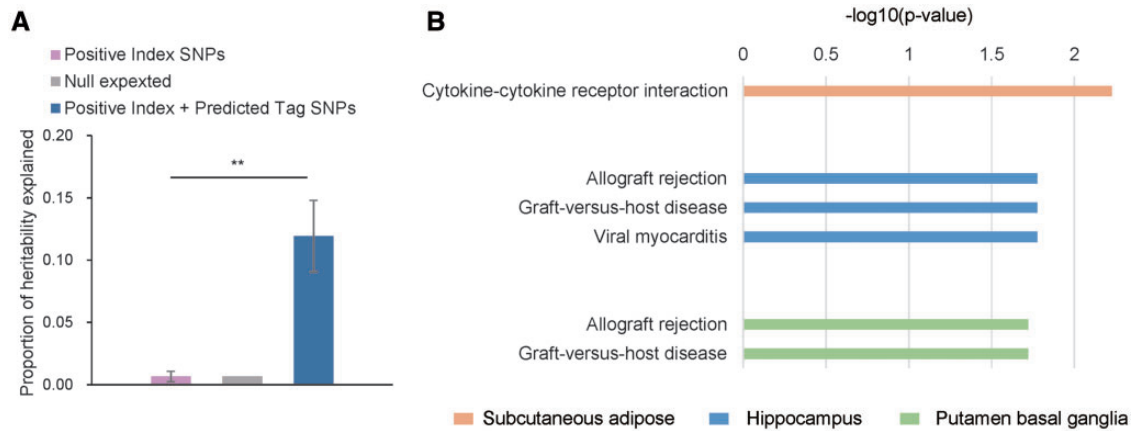 A
Positive Index SNPs
Null expexted
Positive Index + Predicted Tag SNPs
Proportion of heritability explained
0.20
0.15
0.10
0.05
0.00
**
B
-log10(p-value)
0 0.5 1 1.5 2
Cytokine-cytokine receptor interaction
Allograft rejection
Graft-versus-host disease
Viral myocarditis
Allograft rejection
Graft-versus-host disease
Subcutaneous adipose Hippocampus Putamen basal ganglia